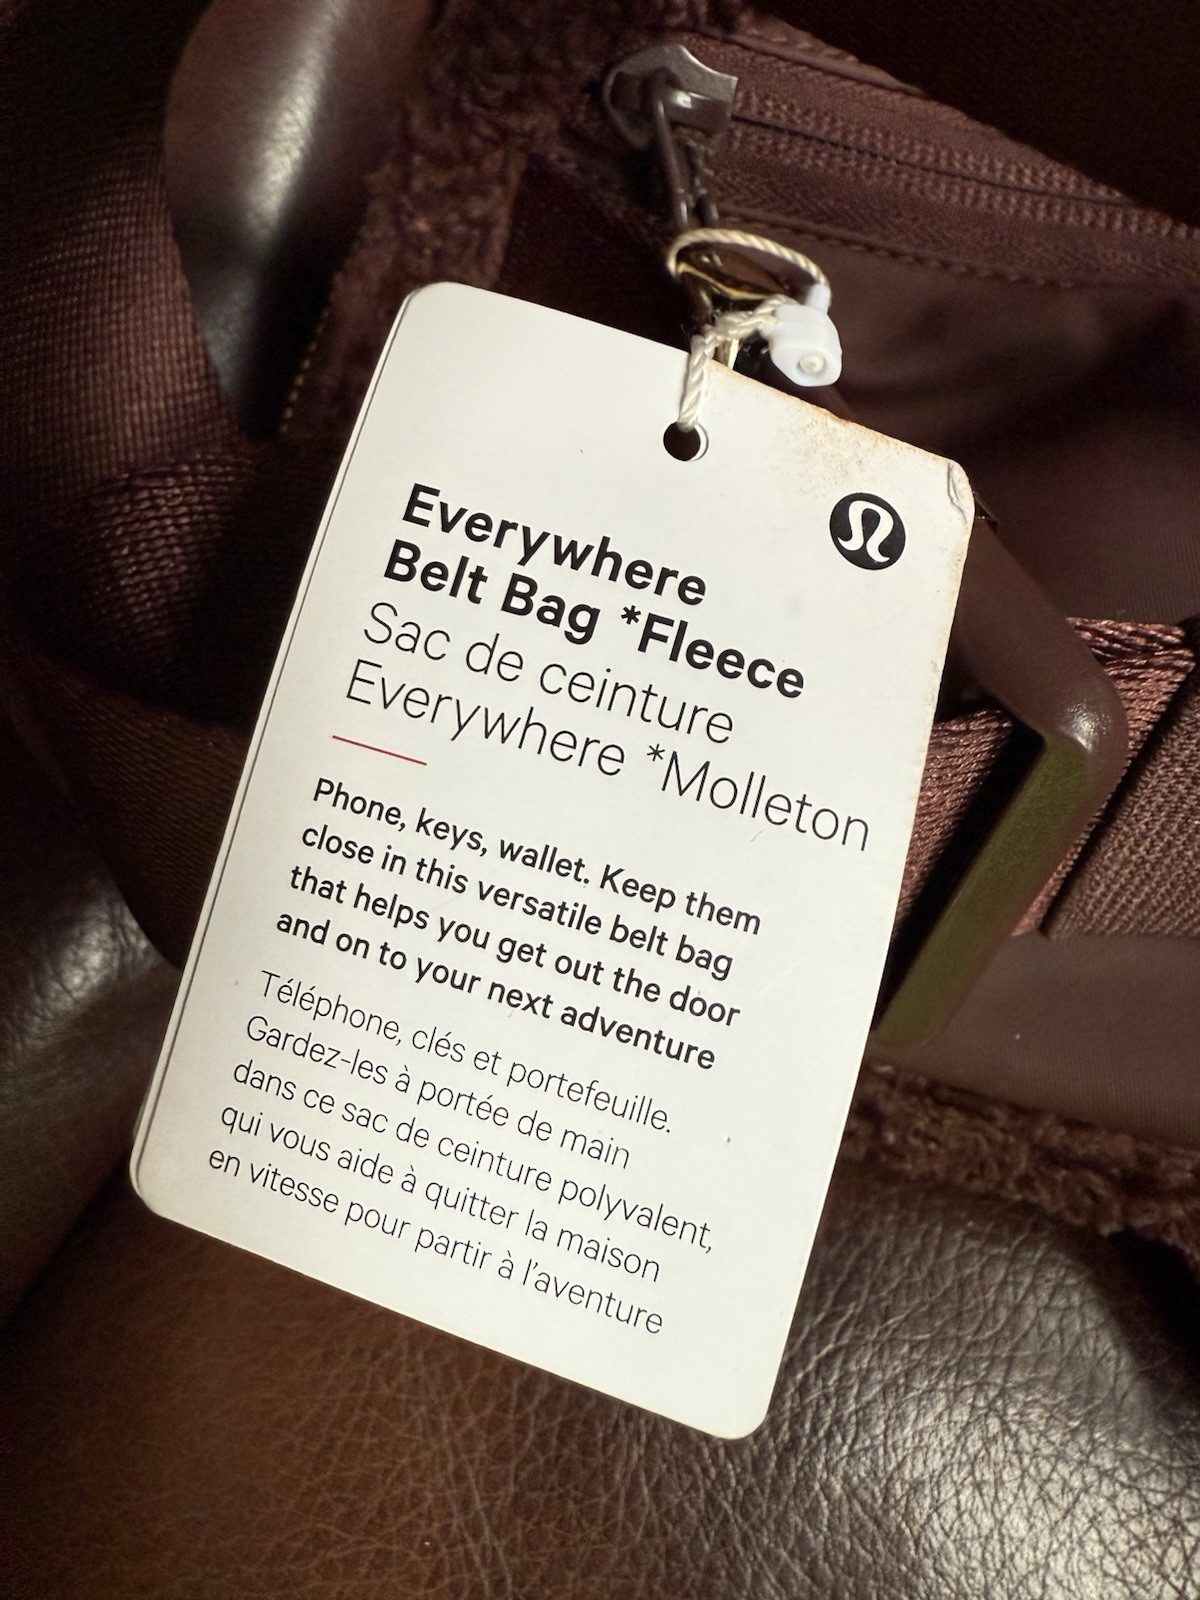 Everywhere
Belt Bag *Fleece
Sac de ceinture
Everywhere *Molleton
Phone, keys, wallet. Keep them
close in this versatile belt bag
that helps you get out the door
and on to your next adventure
Téléphone, clés et portefeuille.
Gardez-les à portée de main
dans ce sac de ceinture polyvalent,
qui vous aide à quitter la maison
en vitesse pour partir à l'aventure